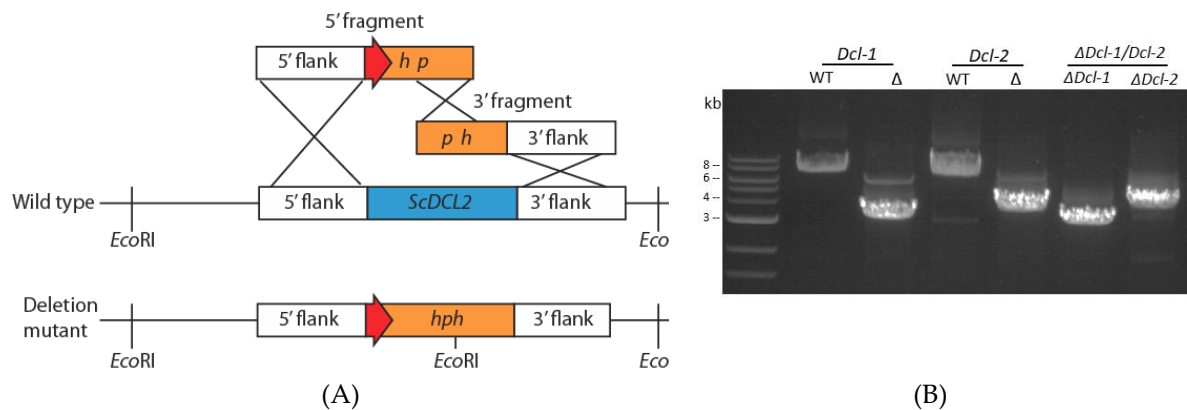 5' fragment
5' flank h p
3' fragment
p h 3' flank
Wild type 5' flank ScDCL2 3' flank
EcoRI Eco
Deletion
mutant
5' flank hph 3' flank
EcoRI EcoRI Eco
(A)
Dcl-1 Dcl-2 ΔDcl-1/Dcl-2
WT Δ WT Δ ΔDcl-1 ΔDcl-2
kb
8 --
6 --
4 --
3 --
(B)